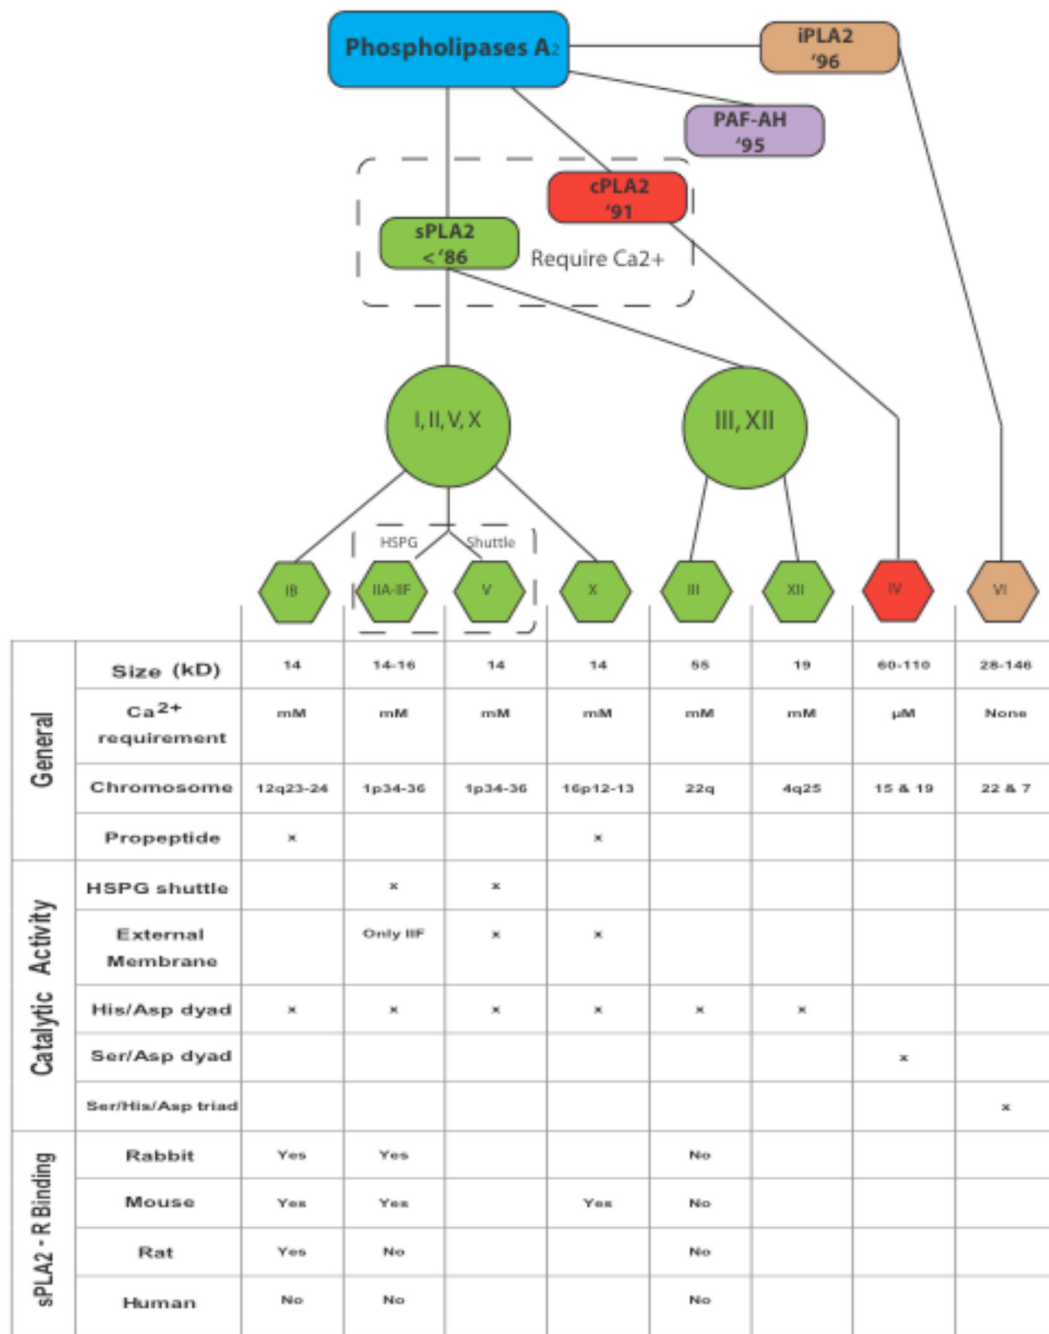 Phospholipases A2
iPLA2
'96
PAF-AH
'95
cPLA2
'91
sPLA2
< '86
Require Ca2+
I, II, V, X
III, XII
HSPG Shuttle
IB IIA-IIF V X III XII IV VI
General
Size (kD) 14 14-16 14 14 55 19 60-110 28-146
Ca2+
requirement mM mM mM mM mM mM µM None
Chromosome 12q23-24 1p34-36 1p34-36 16p12-13 22q 4q25 15 & 19 22 & 7
Propeptide x x
Catalytic Activity
HSPG shuttle x x
External
Membrane Only IIF x x
His/Asp dyad x x x x x x
Ser/Asp dyad x
Ser/His/Asp triad x
sPLA2 - R Binding
Rabbit Yes Yes No
Mouse Yes Yes Yes No
Rat Yes No No
Human No No No